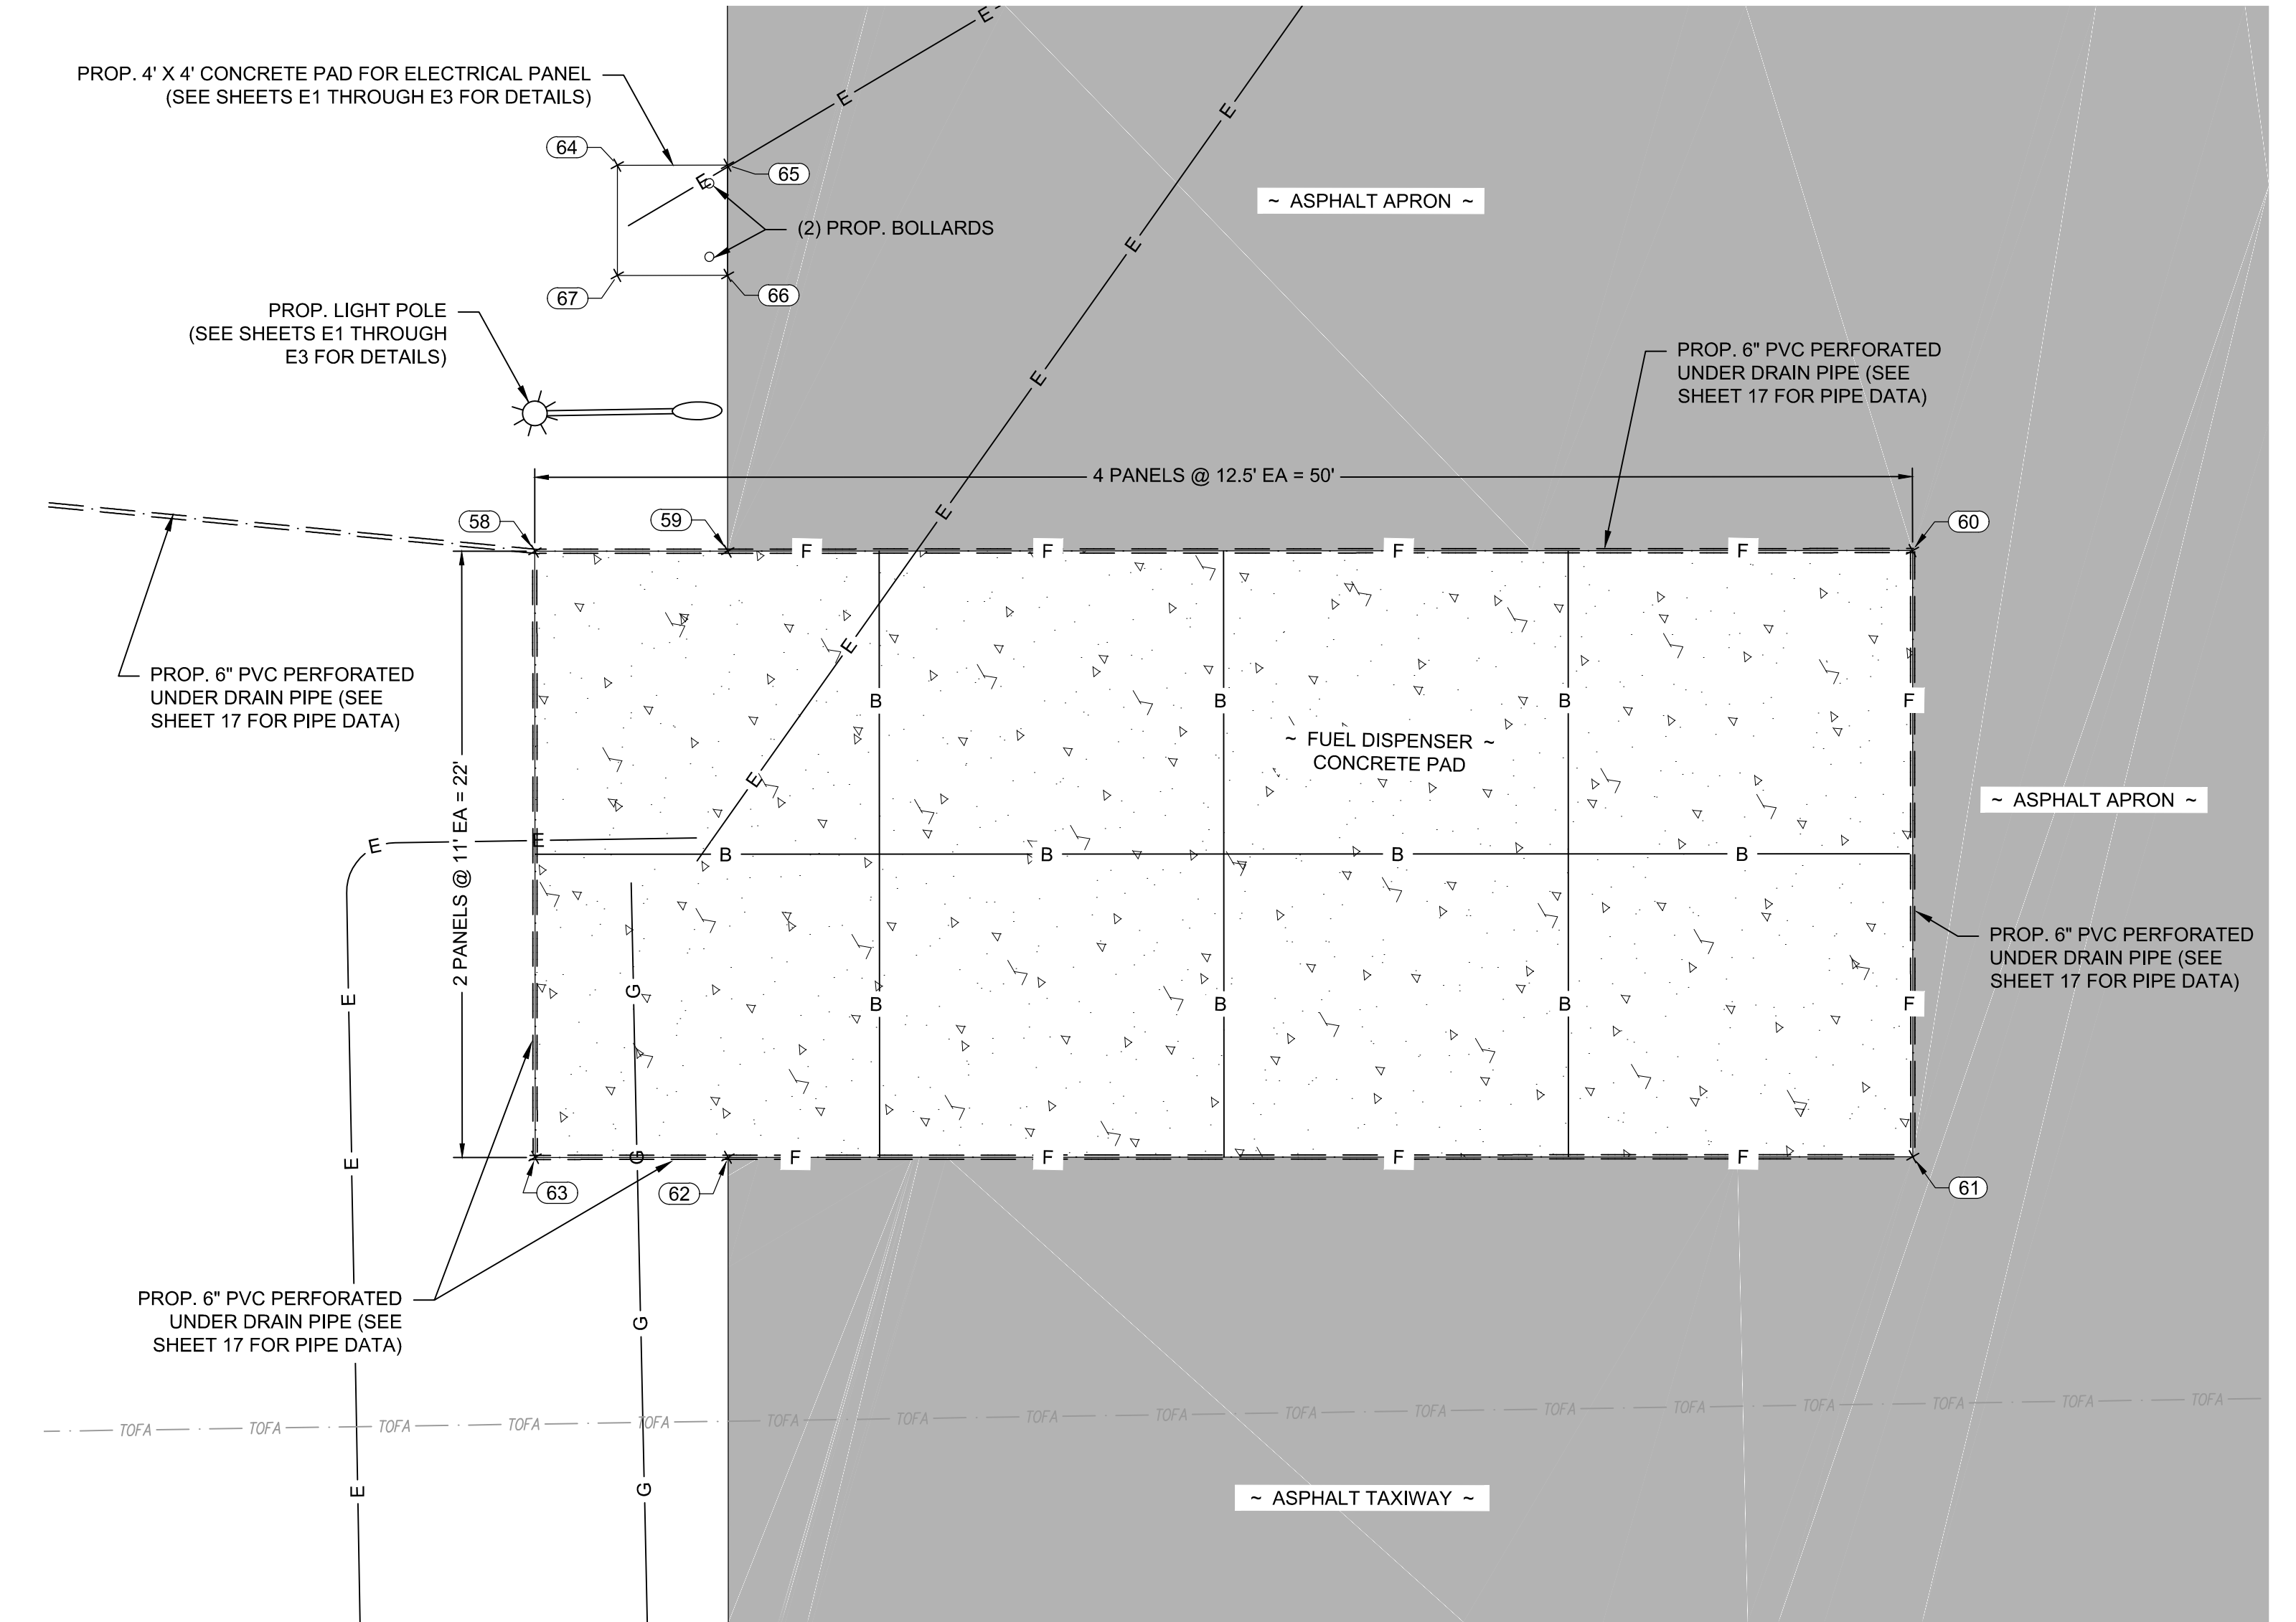 E
PROP. 4' X 4' CONCRETE PAD FOR ELECTRICAL PANEL
(SEE SHEETS E1 THROUGH E3 FOR DETAILS)
E
E
64
65
E
~ ASPHALT APRON ~
(2) PROP. BOLLARDS
E
67
66
PROP. LIGHT POLE
(SEE SHEETS E1 THROUGH
E3 FOR DETAILS)
E
PROP. 6" PVC PERFORATED
UNDER DRAIN PIPE (SEE
SHEET 17 FOR PIPE DATA)
4 PANELS @ 12.5' EA = 50'
E
58
59
60
F
F
F
F
E
PROP. 6" PVC PERFORATED
UNDER DRAIN PIPE (SEE
SHEET 17 FOR PIPE DATA)
B
B
B
F
~ FUEL DISPENSER ~
CONCRETE PAD
E
~ ASPHALT APRON ~
2 PANELS @ 11' EA = 22'
E
E
B
B
B
B
PROP. 6" PVC PERFORATED
UNDER DRAIN PIPE (SEE
SHEET 17 FOR PIPE DATA)
E
G
B
B
B
F
E
G
F
F
F
F
63
62
61
PROP. 6" PVC PERFORATED
UNDER DRAIN PIPE (SEE
SHEET 17 FOR PIPE DATA)
G
TOFA TOFA TOFA TOFA TOFA TOFA TOFA TOFA TOFA TOFA TOFA TOFA TOFA TOFA TOFA TOFA TOFA
E
G
~ ASPHALT TAXIWAY ~